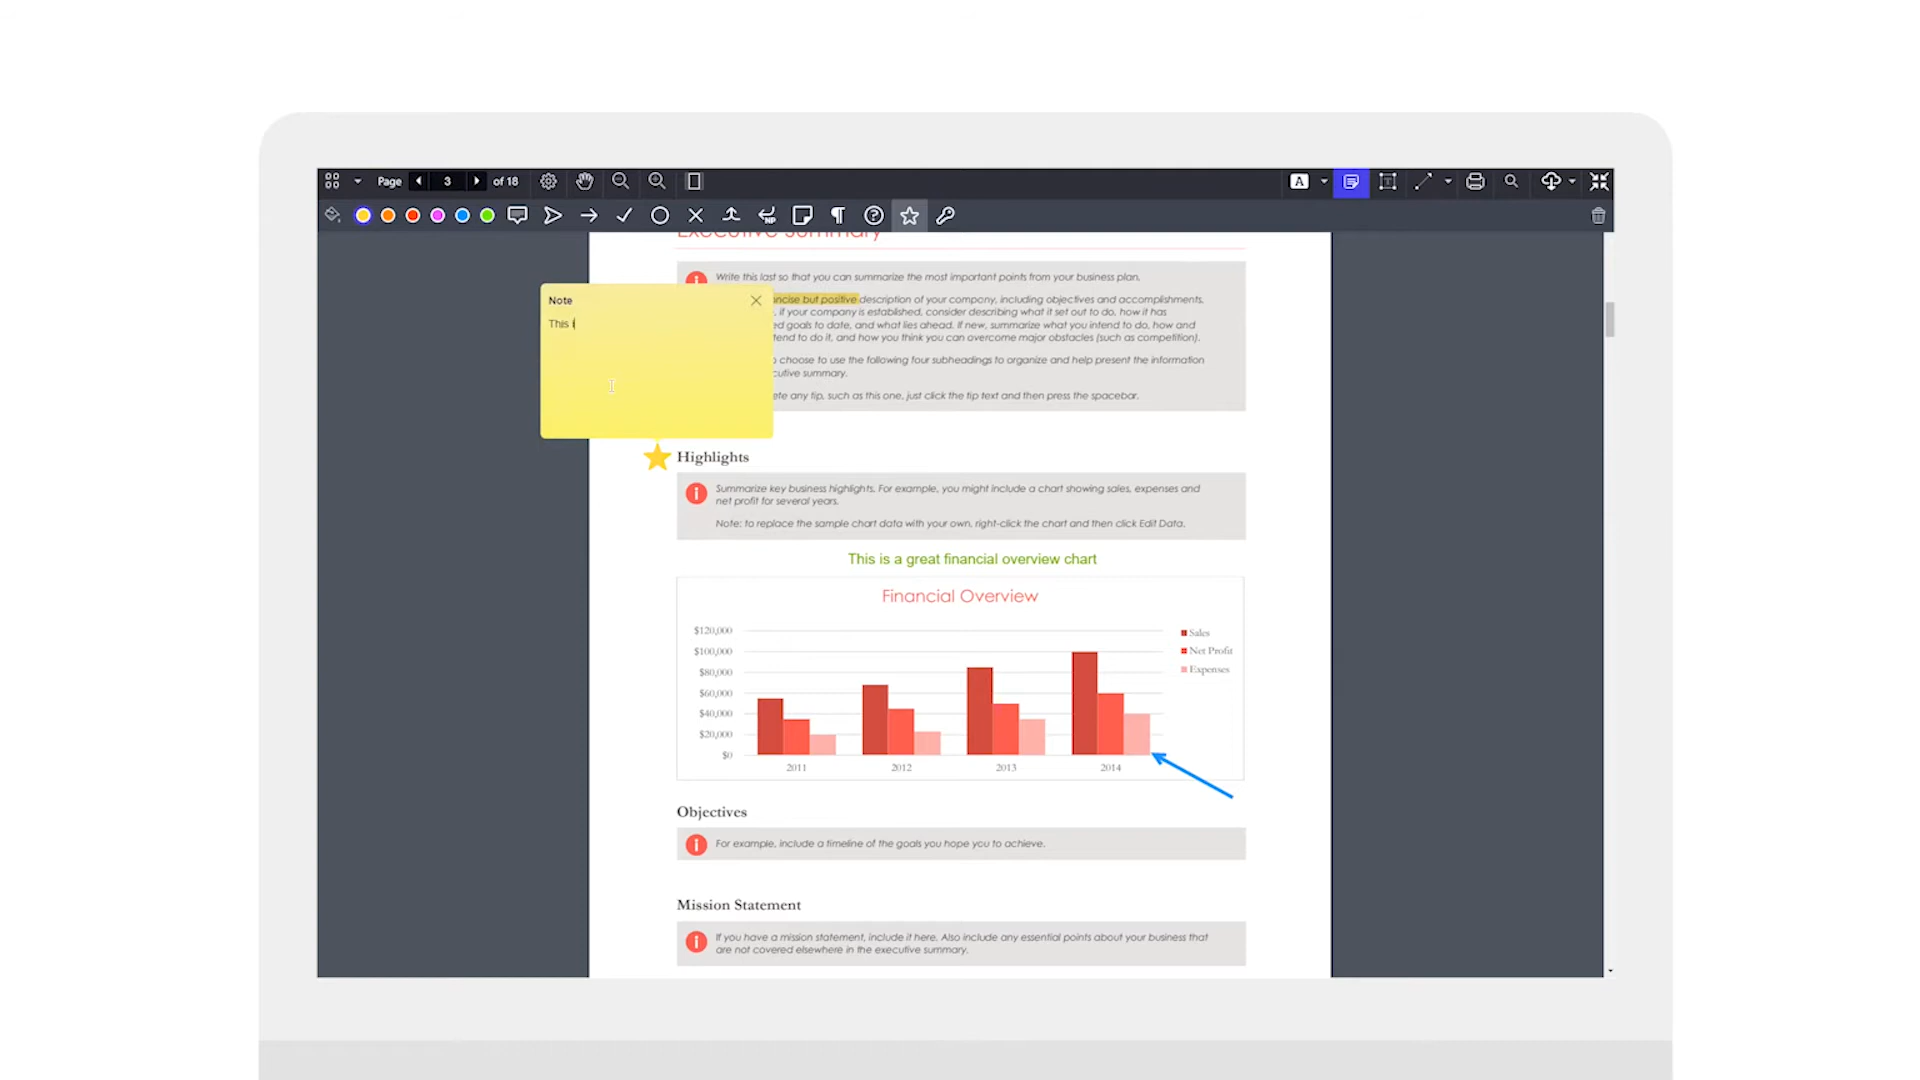 Page 3 of 18
A
NP
T
Executive Summary
Write this last so that you can summarize the most important points from your business plan.
Note
This i
ncise but positive description of your company, including objectives and accomplishments.
, if your company is established, consider describing what it set out to do, how it has
ed goals to date, and what lies ahead. If new, summarize what you intend to do, how and
tend to do it, and how you think you can overcome major obstacles (such as competition).
o choose to use the following four subheadings to organize and help present the information
cutive summary.
ete any tip, such as this one, just click the tip text and then press the spacebar.
Highlights
Summarize key business highlights. For example, you might include a chart showing sales, expenses and
net profit for several years.
Note: to replace the sample chart data with your own, right-click the chart and then click Edit Data.
This is a great financial overview chart
Financial Overview
$120,000
$100,000
$80,000
$60,000
$40,000
$20,000
$0
2011 2012 2013 2014
Sales
Net Profit
Expenses
Objectives
For example, include a timeline of the goals you hope you to achieve.
Mission Statement
If you have a mission statement, include it here. Also include any essential points about your business that
are not covered elsewhere in the executive summary.